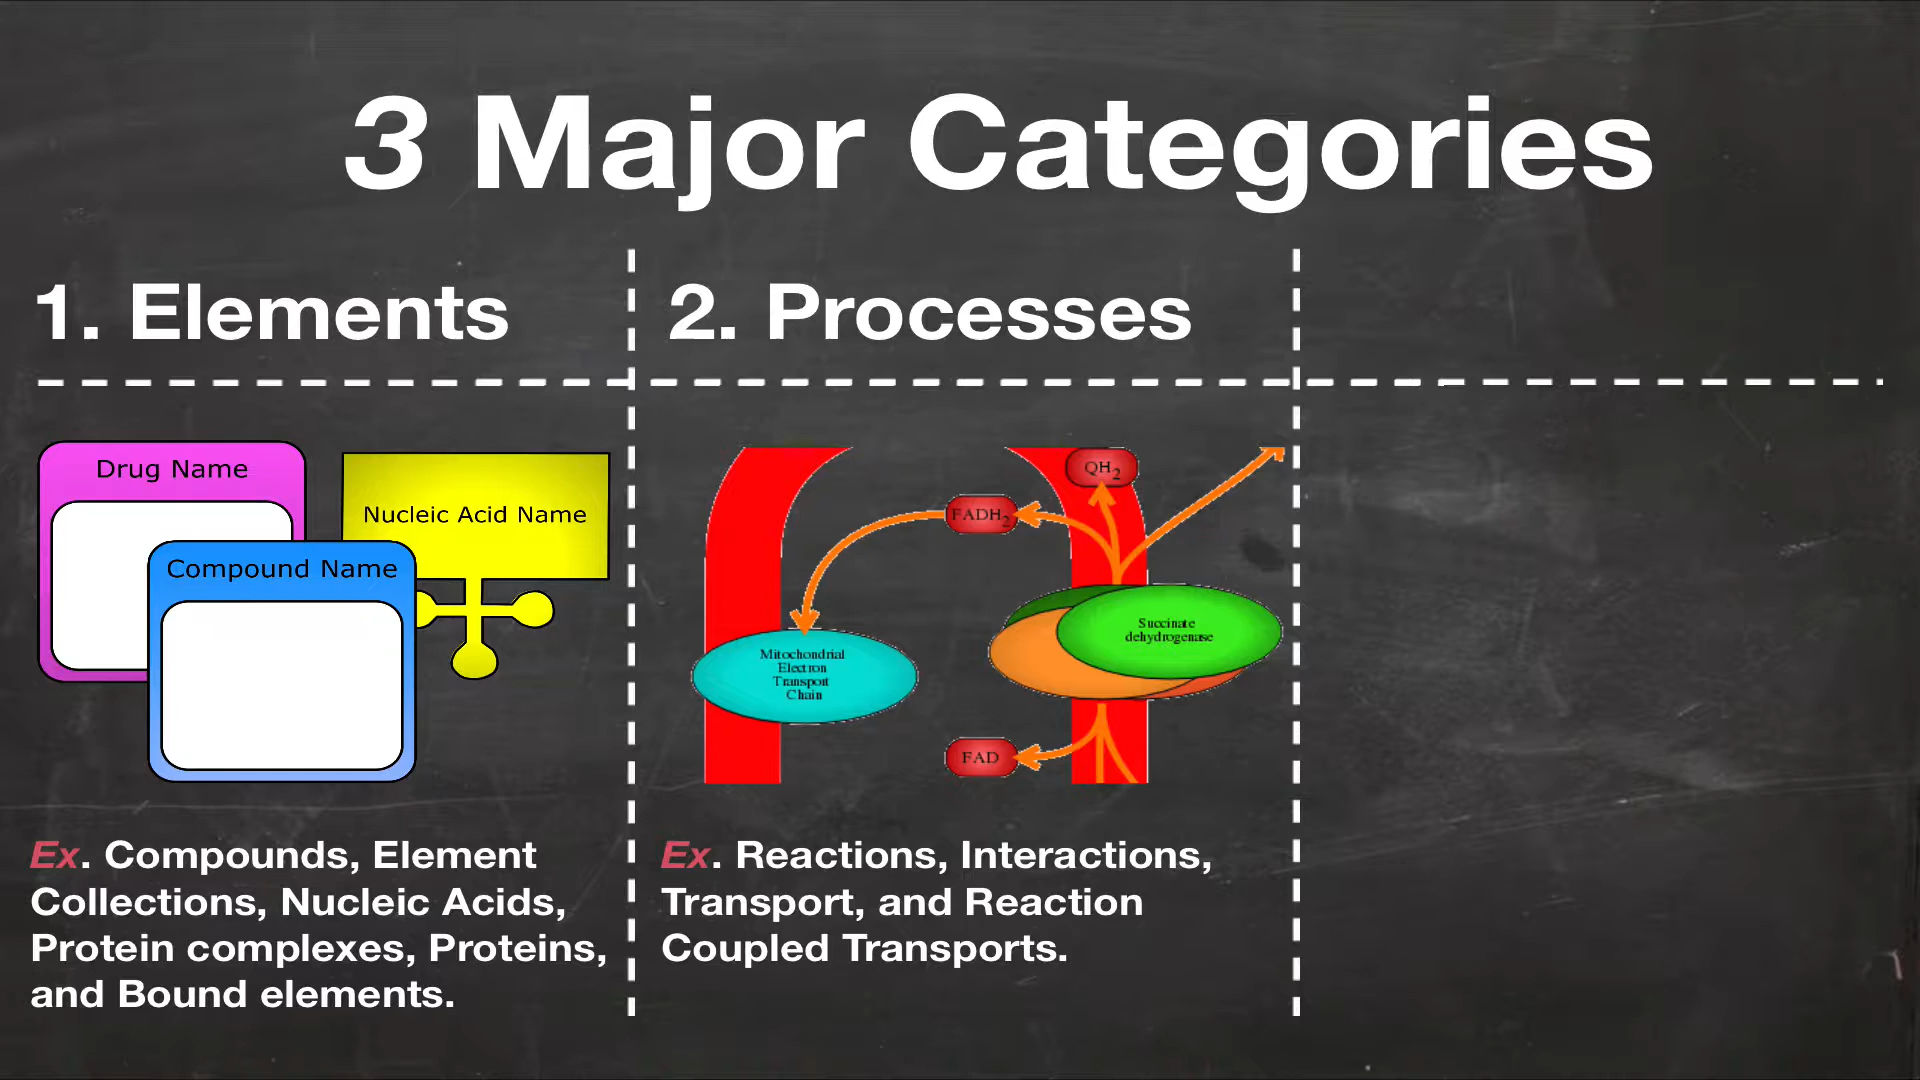 3 Major Categories
1. Elements
2. Processes
Drug Name
Nucleic Acid Name
Compound Name
QH2
FADH2
Succinate
dehydrogenase
Mitochondrial
Electron
Transport
Chain
FAD
Ex. Compounds, Element
Collections, Nucleic Acids,
Protein complexes, Proteins,
and Bound elements.
Ex. Reactions, Interactions,
Transport, and Reaction
Coupled Transports.